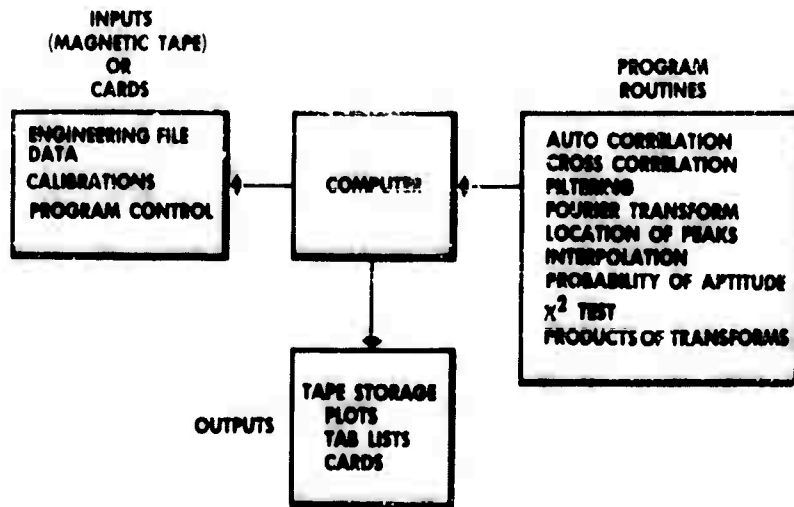 INPUTS
(MAGNETIC TAPE)
OR
CARDS
ENGINEERING FILE
DATA
CALIBRATIONS
PROGRAM CONTROL
COMPUTER
PROGRAM
ROUTINES
AUTO CORRELATION
CROSS CORRELATION
FILTERING
FOURIER TRANSFORM
LOCATION OF PEAKS
INTERPOLATION
PROBABILITY OF APTITUDE
χ² TEST
PRODUCTS OF TRANSFORMS
OUTPUTS
TAPE STORAGE
PLOTS
TAB LISTS
CARDS